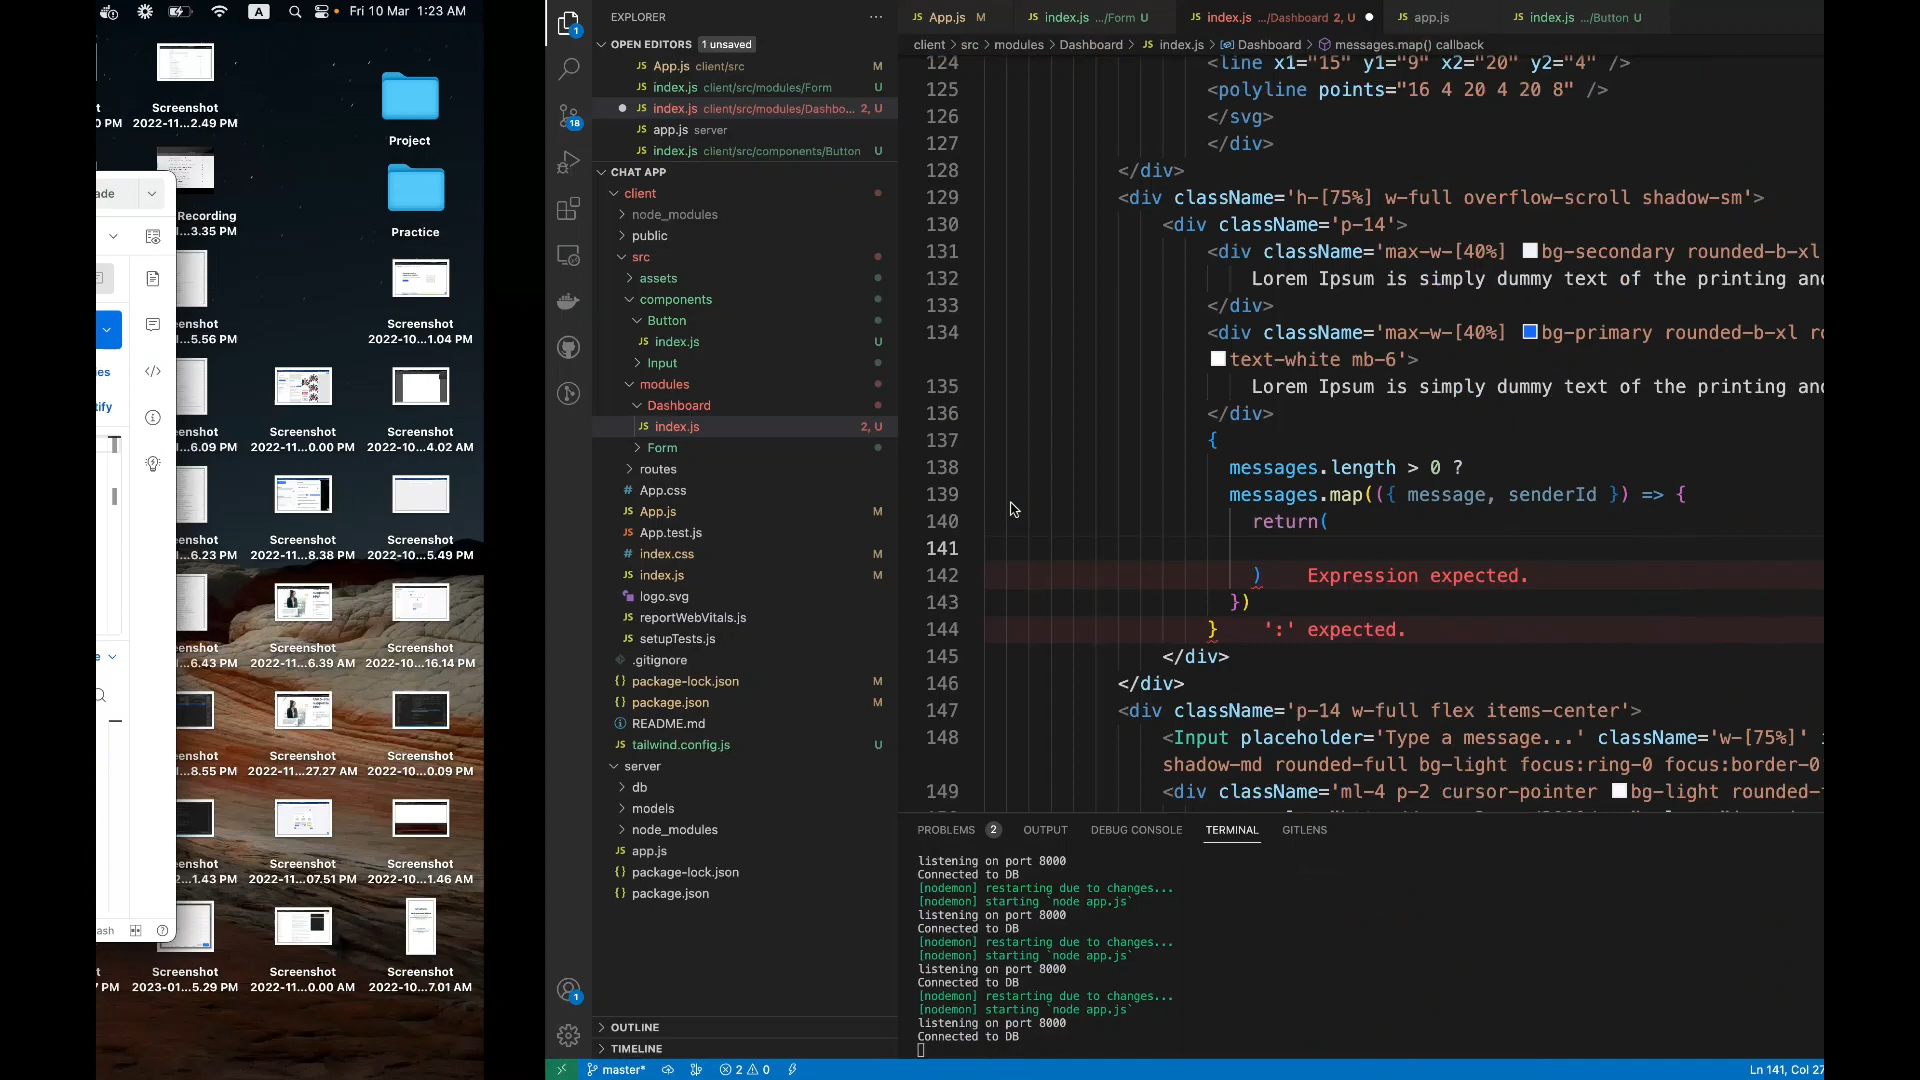 Fri 10 Mar 1:23 AM
A
Screenshot
2022-11...2.49 PM
Project
Recording
...3.35 PM
Practice
ade
Screenshot
2022-10...1.04 PM
Screenshot
2022-11...0.00 PM
Screenshot
2022-10...4.02 AM
Screenshot
2022-11...8.38 PM
Screenshot
2022-10...5.49 PM
Screenshot
2022-11...6.39 AM
Screenshot
2022-10...16.14 PM
Screenshot
2022-11...27.27 AM
Screenshot
2022-10...0.09 PM
Screenshot
2022-11...07.51 PM
Screenshot
2022-10...1.46 AM
Screenshot
2023-01...5.29 PM
Screenshot
2022-11...0.00 AM
Screenshot
2022-10...7.01 AM
EXPLORER
OPEN EDITORS 1 unsaved
JS App.js client/src M
JS index.js client/src/modules/Form U
JS index.js client/src/modules/Dashbo... 2, U
app.js server
JS index.js client/src/components/Button U
CHAT APP
client
node_modules
public
src
assets
components
Button
JS index.js U
Input
modules
Dashboard
JS index.js 2, U
Form
routes
# App.css
JS App.js M
JS App.test.js
# index.css M
JS index.js M
logo.svg
JS reportWebVitals.js
JS setupTests.js
.gitignore
{} package-lock.json M
{} package.json M
README.md
JS tailwind.config.js U
server
db
models
node_modules
JS app.js
{} package-lock.json
{} package.json
OUTLINE
TIMELINE
JS App.js M JS index.js .../Form U JS index.js .../Dashboard 2, U JS app.js JS index.js .../Button U
client > src > modules > Dashboard > JS index.js > Dashboard > messages.map() callback
124 <line x1="15" y1="9" x2="20" y2="4" />
125 <polyline points="16 4 20 4 20 8" />
126 </svg>
127 </div>
128 </div>
129 <div className='h-[75%] w-full overflow-scroll shadow-sm'>
130 <div className='p-14'>
131 <div className='max-w-[40%] bg-secondary rounded-b-xl
132 Lorem Ipsum is simply dummy text of the printing and
133 </div>
134 <div className='max-w-[40%] bg-primary rounded-b-xl ro
text-white mb-6'>
135 Lorem Ipsum is simply dummy text of the printing and
136 </div>
137 {
138 messages.length > 0 ?
139 messages.map(({ message, senderId }) => {
140 return(
141
142 ) Expression expected.
143 })
144 } ':' expected.
145 </div>
146 </div>
147 <div className='p-14 w-full flex items-center'>
148 <Input placeholder='Type a message...' className='w-[75%]'
shadow-md rounded-full bg-light focus:ring-0 focus:border-0
149 <div className='ml-4 p-2 cursor-pointer bg-light rounded-
PROBLEMS 2 OUTPUT DEBUG CONSOLE TERMINAL GITLENS
listening on port 8000
Connected to DB
[nodemon] restarting due to changes...
[nodemon] starting `node app.js`
listening on port 8000
Connected to DB
[nodemon] restarting due to changes...
[nodemon] starting `node app.js`
listening on port 8000
Connected to DB
[nodemon] restarting due to changes...
[nodemon] starting `node app.js`
listening on port 8000
Connected to DB
master* 2 0 Ln 141, Col 27